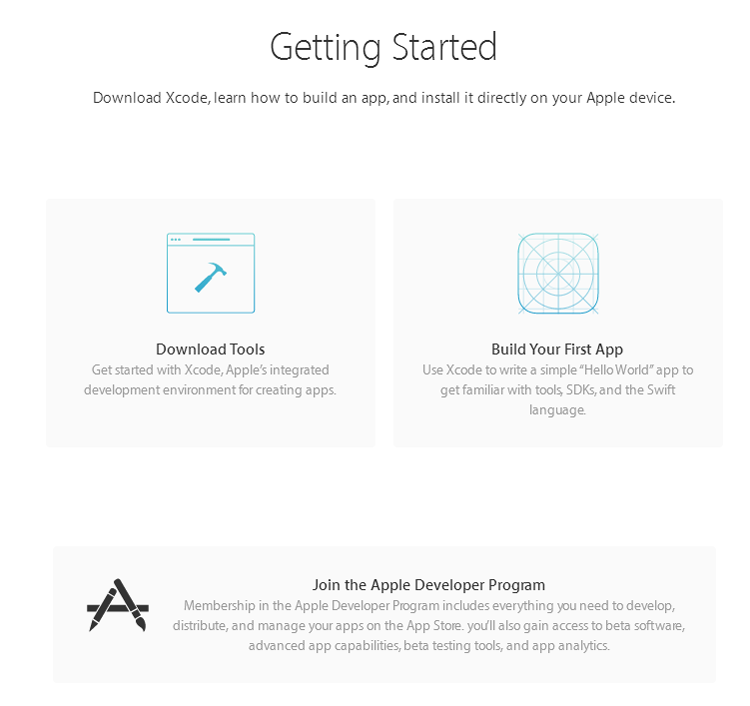 Getting Started
Download Xcode, learn how to build an app, and install it directly on your Apple device.
Download Tools
Get started with Xcode, Apple's integrated
development environment for creating apps.
Build Your First App
Use Xcode to write a simple “Hello World” app to
get familiar with tools, SDKs, and the Swift
language.
Join the Apple Developer Program
Membership in the Apple Developer Program includes everything you need to develop,
distribute, and manage your apps on the App Store. you'll also gain access to beta software,
advanced app capabilities, beta testing tools, and app analytics.